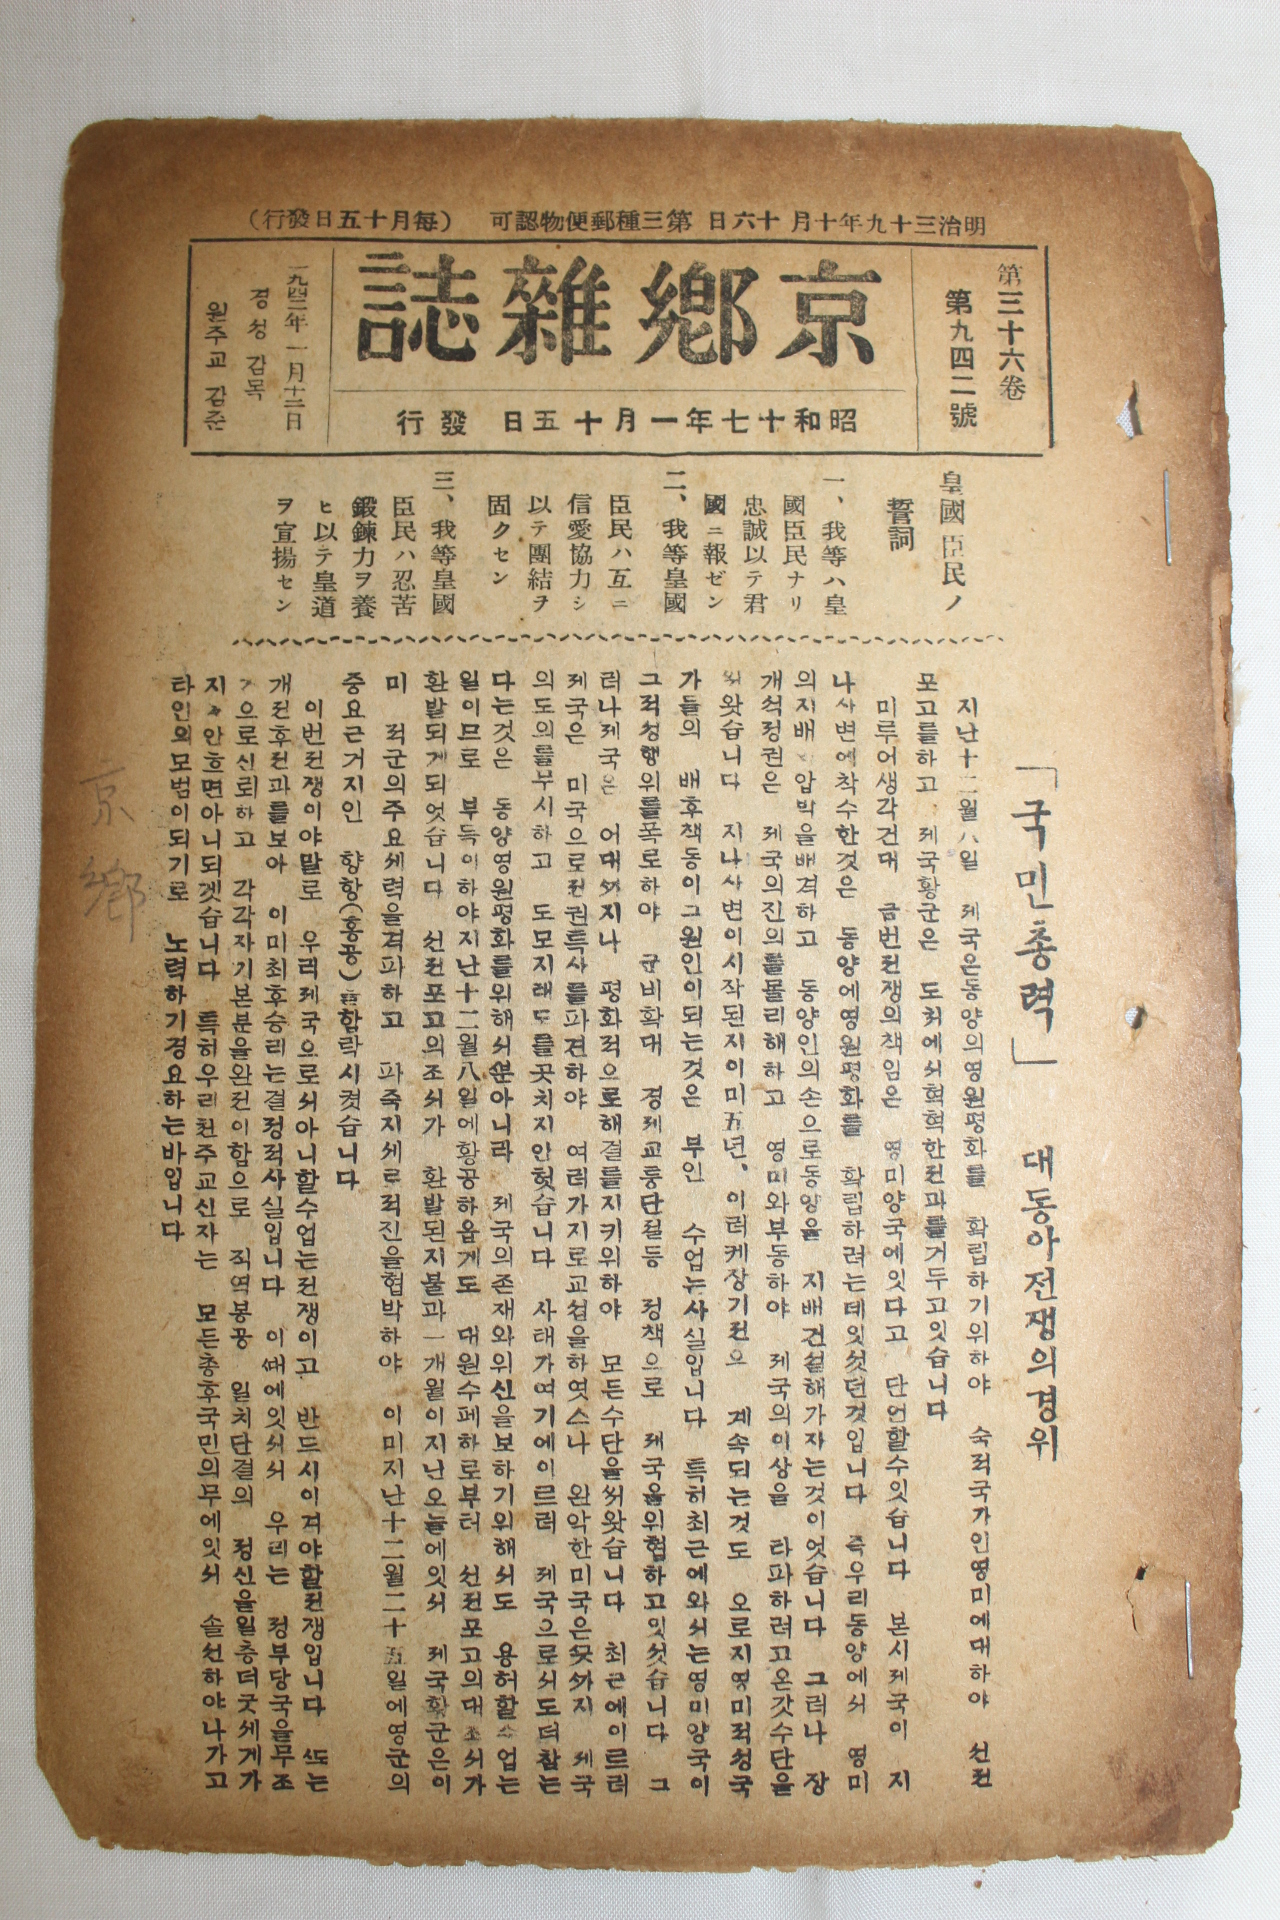 明治三十九年十月十六日 第三種郵便物認可 (每月十五日發行)
第三十六卷
第九四二號
京鄕雜誌
昭和十七年一月十五日 發行
一九四二年一月十二日
경성 감목
원주교 감준
皇國臣民ノ
誓詞
一、我等ハ皇
國臣民ナリ
忠誠以テ君
國ニ報ゼン
二、我等皇國
臣民ハ互ニ
信愛協力シ
以テ團結ヲ
固クセン
三、我等皇國
臣民ハ忍苦
鍛鍊力ヲ養
ヒ以テ皇道
ヲ宣揚セン
「국민총력」 대동아전쟁의경위
지난十二월八일 제국은동양의영원평화를 확립하기위하야 숙적국가인영미에대하야 선전
포고를하고 제국황군은 도처에서혁혁한전과를거두고잇습니다
미루어생각건대 금번전쟁의책임은 영미양국에잇다고 단언할수잇습니다 본시제국이 지
나사변에착수한것은 동양에영원평화를 확립하려는데잇섯던것입니다 즉우리동양에서 영미
의지배 압박을배격하고 동양인의손으로동양을 지배건설해가자는것이엇습니다 그러나 장
개석정권은 제국의진의를몰리해하고 영미와부동하야 제국의이상을 타파하려고온갓수단을
써왓습니다 지나사변이시작된지이미五년, 이러케장기전으 계속되는것도 오로지영미적성국
가들의 배후책동이그원인이되는것은 부인 수업는사실입니다 특허최근에와서는영미양국이
그적성행위를폭로하야 군비확대 경제교통단절등 정책으로 제국을위협하고잇섯습니다 그
러나제국은 어대까지나 평화적으로해결을지키위하야 모든수단을써왓습니다 최근에이르러
제국은 미국으로전권특사를파견하야 여러가지로교섭을하엿스나 완악한미국은끗까지 제국
의도의를무시하고 도모지래도를곳치지안헛습니다 사태가여기에이르러 제국으로서도더참는
다는것은 동양영원평화를위해서뿐아니라 제국의존재와위신을보하기위해서도 용허할수업는
일이므로 부득이하야지난十二월八일에황공하옵게도 대원수페하로부터 선전포고의대조서가
환발되게되엿습니다 선전포고의조서가 환발된지불과一개월이지난오늘에잇서 제국황군은이
미 적군의주요세력을격파하고 파죽지세로적진을협박하야 이미지난十二월二十五일에영군의
중요근거지인 향항(홍콩)을함락시켯습니다
이번전쟁이야말로 우리제국으로서아니할수업는전쟁이고 반드시이겨야할전쟁입니다 또는
개전후전과를보아 이미최후승리는결정적사실입니다 이때에잇서서 우리는 정부당국을무조
으로신뢰하고 각각자기본분을완전이합으로 직역봉공 일치단결의 정신을일층더굿세게가
지 안흐면아니되겟습니다 특히우리천주교신자는 모든총후국민의무에잇서 솔선하야나가고
타인의모범이되기로 노력하기경요하는바입니다
京鄕